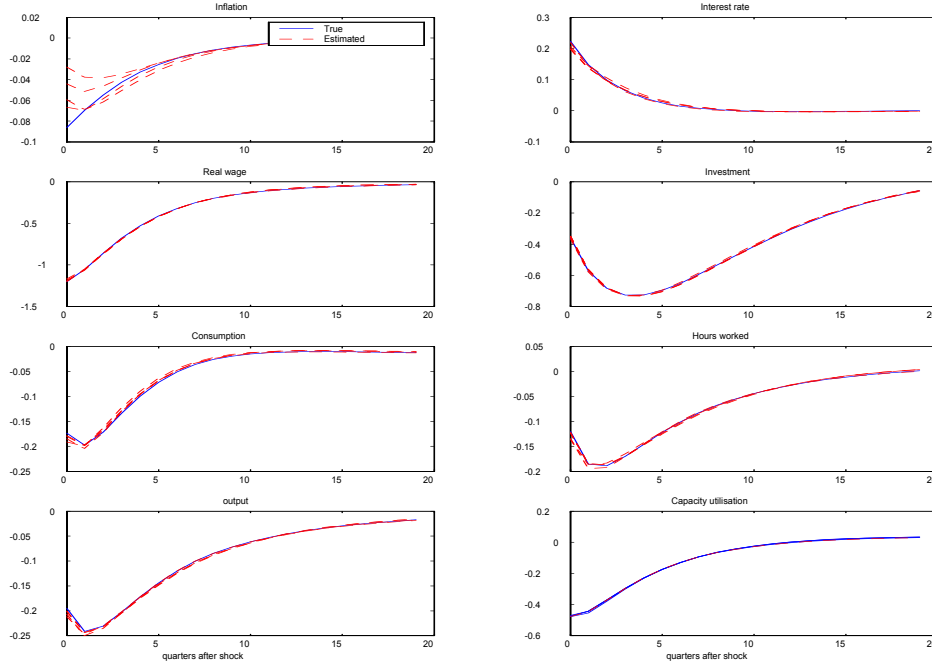 Inflation
0.02
0
-0.02
-0.04
-0.06
-0.08
-0.1
0 5 10 15 20
True
Estimated
Interest rate
0.3
0.2
0.1
0
-0.1
0 5 10 15 20
Real wage
0
-0.5
-1
-1.5
0 5 10 15 20
Investment
0
-0.2
-0.4
-0.6
-0.8
0 5 10 15 20
Consumption
0
-0.05
-0.1
-0.15
-0.2
-0.25
0 5 10 15 20
Hours worked
0.05
0
-0.05
-0.1
-0.15
-0.2
0 5 10 15 20
output
0
-0.05
-0.1
-0.15
-0.2
-0.25
0 5 10 15 20
quarters after shock
Capacity utilisation
0.2
0
-0.2
-0.4
-0.6
0 5 10 15 20
quarters after shock